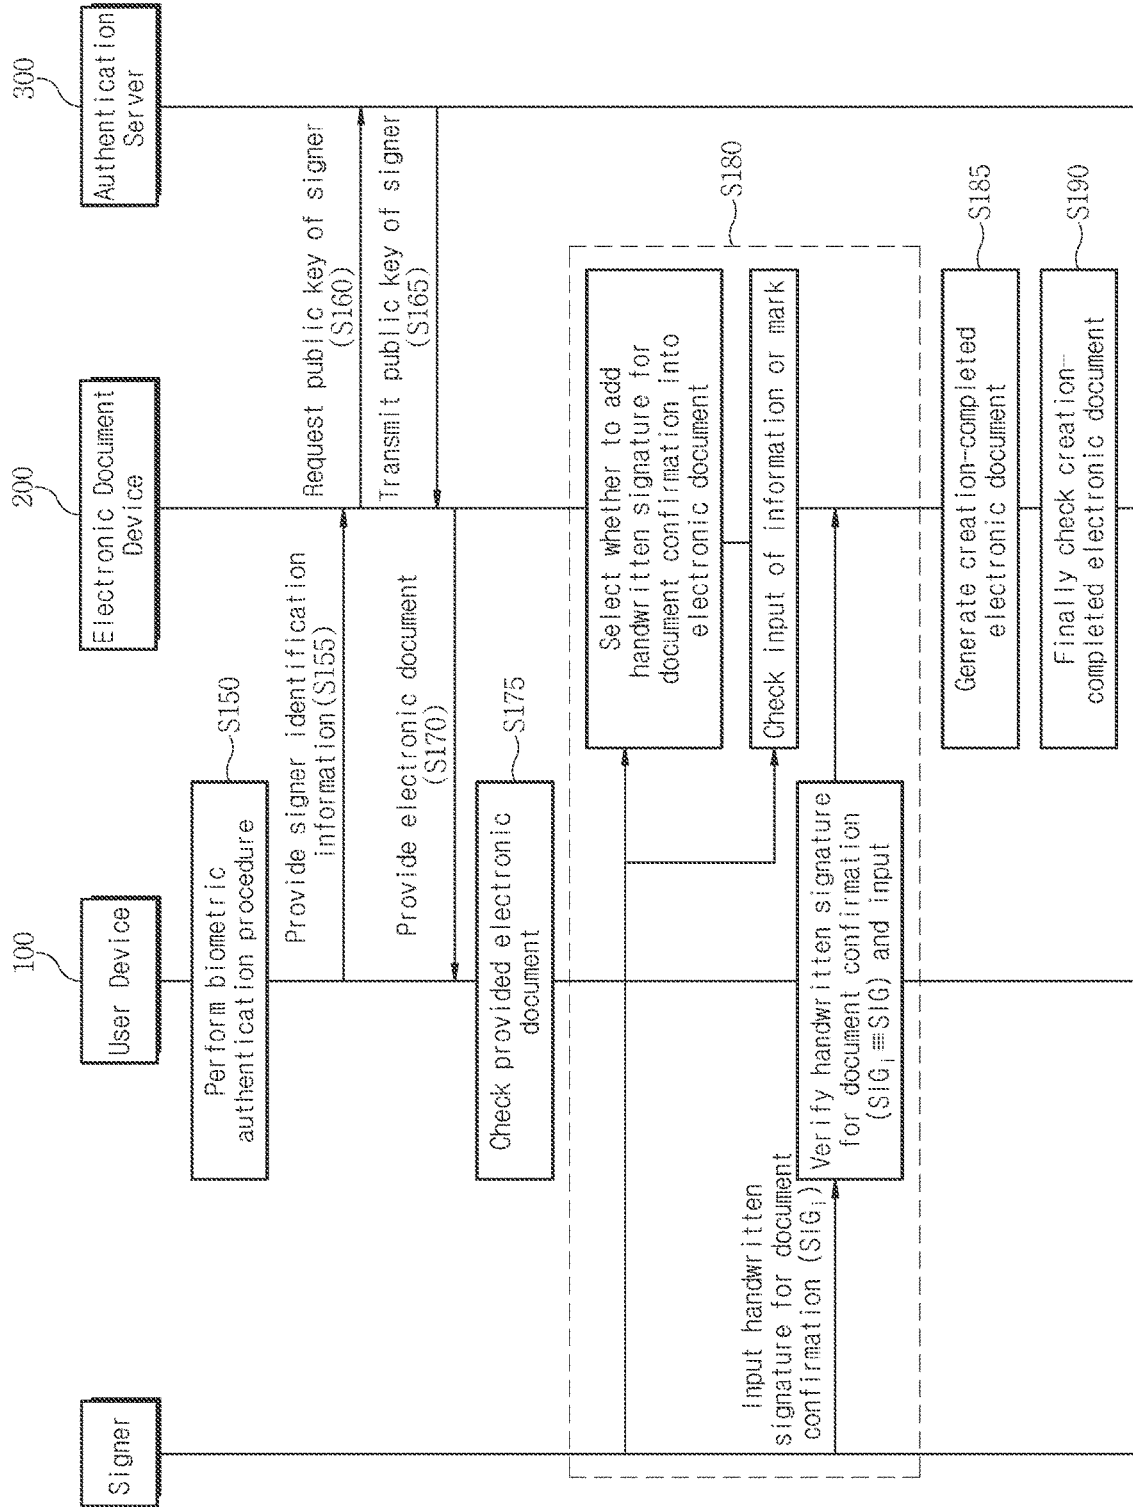 Signer
100
User Device
200
Electronic Document
Device
300
Authentication
Server
Perform biometric
authentication procedure
S150
Provide signer identification
information(S155)
Request public key of signer
(S160)
Transmit public key of signer
(S165)
Provide electronic document
(S170)
Check provided electronic
document
S175
S180
Select whether to add
handwritten signature for
document confirmation into
electronic document
Check input of information or mark
Input handwritten
signature for document
confirmation (SIGᵢ)
Verify handwritten signature
for document confirmation
(SIGᵢ≡SIG) and input
Generate creation-completed
electronic document
S185
Finally check creation-
completed electronic document
S190